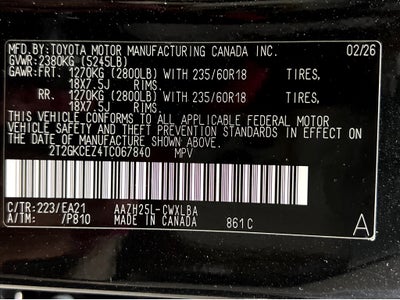 MFD.BY:TOYOTA MOTOR MANUFACTURING CANADA INC. 02/26
GVWR:2380KG (5245LB)
GAWR:FRT. 1270KG (2800LB) WITH 235/60R18 TIRES,
18X7.5J RIMS.
RR. 1270KG (2800LB) WITH 235/60R18 TIRES,
18X7.5J RIMS.
THIS VEHICLE CONFORMS TO ALL APPLICABLE FEDERAL MOTOR
VEHICLE SAFETY AND THEFT PREVENTION STANDARDS IN EFFECT ON
THE DATE OF MANUFACTURE SHOWN ABOVE.
2T2GKCEZ4TC067840 MPV
C/TR:223/EA21 AAZH25L-CWXLBA
A/TM: /P810 MADE IN CANADA 861C A